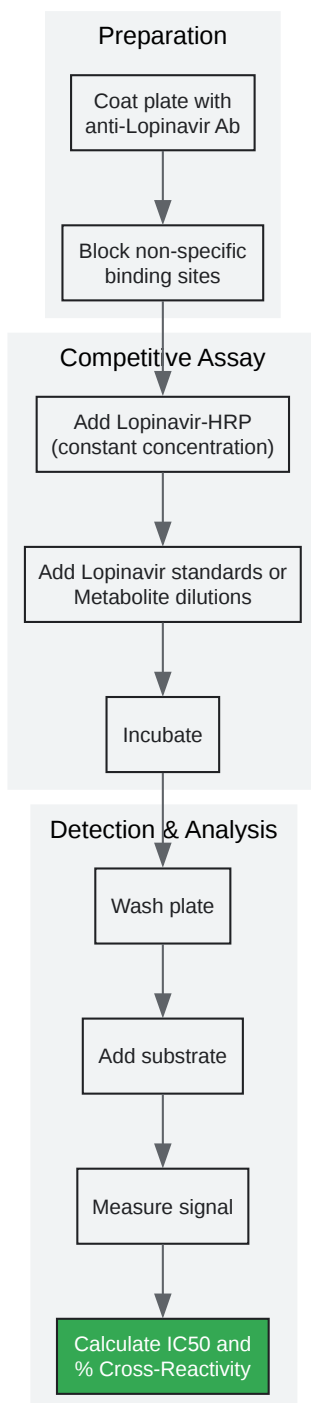 Preparation
Coat plate with
anti-Lopinavir Ab
Block non-specific
binding sites
Competitive Assay
Add Lopinavir-HRP
(constant concentration)
Add Lopinavir standards or
Metabolite dilutions
Incubate
Detection & Analysis
Wash plate
Add substrate
Measure signal
Calculate IC50 and
% Cross-Reactivity